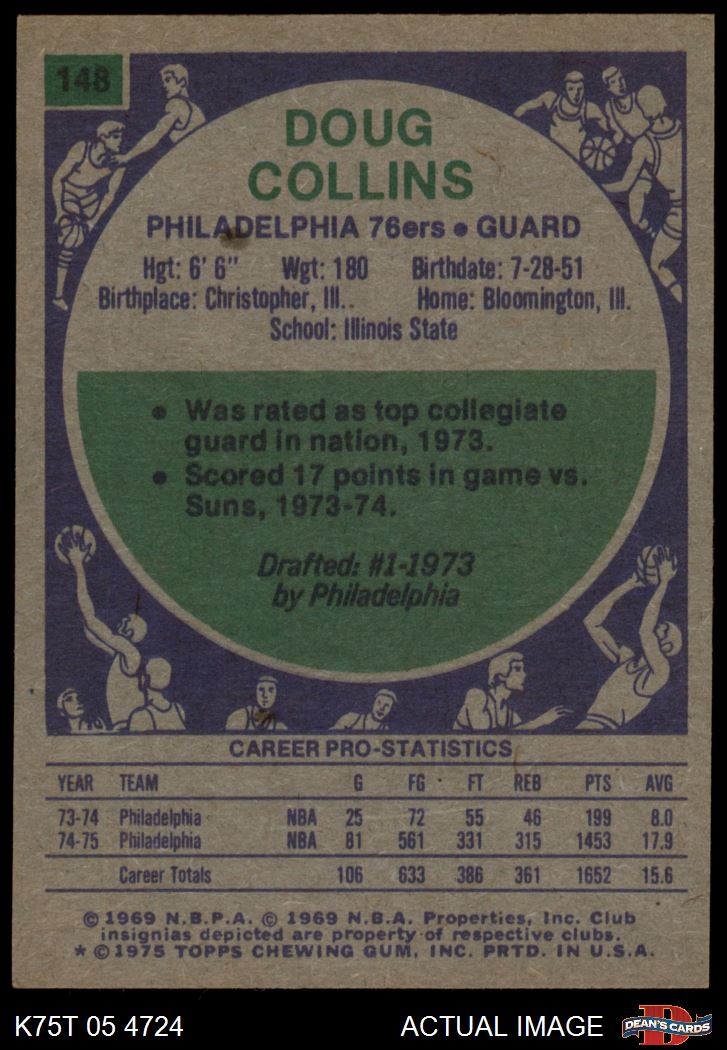 148
DOUG
COLLINS
PHILADELPHIA 76ers • GUARD
Hgt: 6' 6" Wgt: 180 Birthdate: 7-28-51
Birthplace: Christopher, Ill.. Home: Bloomington, Ill.
School: Illinois State
• Was rated as top collegiate
guard in nation, 1973.
• Scored 17 points in game vs.
Suns, 1973-74.
Drafted: #1-1973
by Philadelphia
CAREER PRO-STATISTICS
YEAR TEAM G FG FT REB PTS AVG
73-74 Philadelphia NBA 25 72 55 46 199 8.0
74-75 Philadelphia NBA 81 561 331 315 1453 17.9
Career Totals 106 633 386 361 1652 15.6
© 1969 N.B.P.A. © 1969 N.B.A. Properties, Inc. Club
insignias depicted are property of respective clubs.
* © 1975 TOPPS CHEWING GUM, INC. PRTD. IN U.S.A.
K75T 05 4724 ACTUAL IMAGE D DEAN'S CARDS